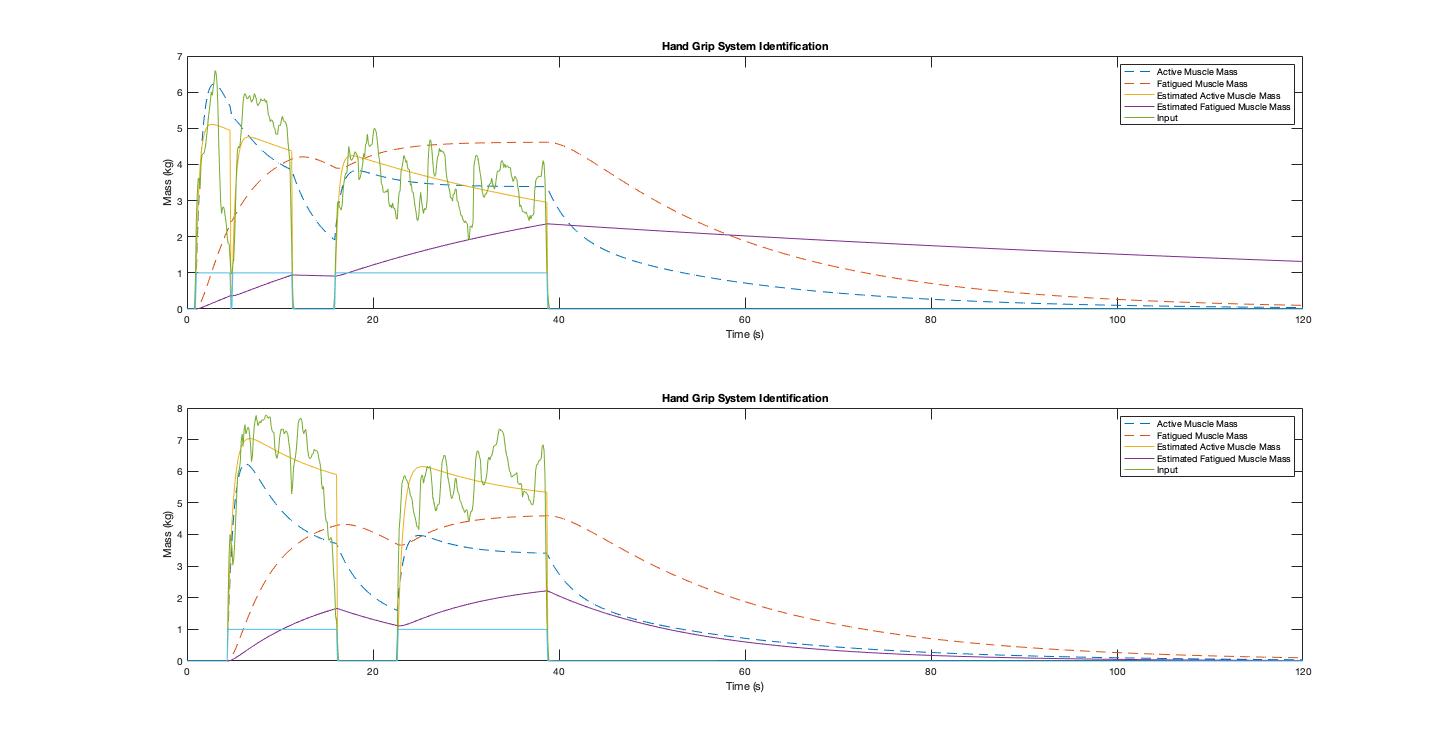 Hand Grip System Identification
7
6
5
4
3
2
1
0
Mass (kg)
Active Muscle Mass
Fatigued Muscle Mass
Estimated Active Muscle Mass
Estimated Fatigued Muscle Mass
Input
0 20 40 60 80 100 120
Time (s)
Hand Grip System Identification
8
7
6
5
4
3
2
1
0
Mass (kg)
Active Muscle Mass
Fatigued Muscle Mass
Estimated Active Muscle Mass
Estimated Fatigued Muscle Mass
Input
0 20 40 60 80 100 120
Time (s)